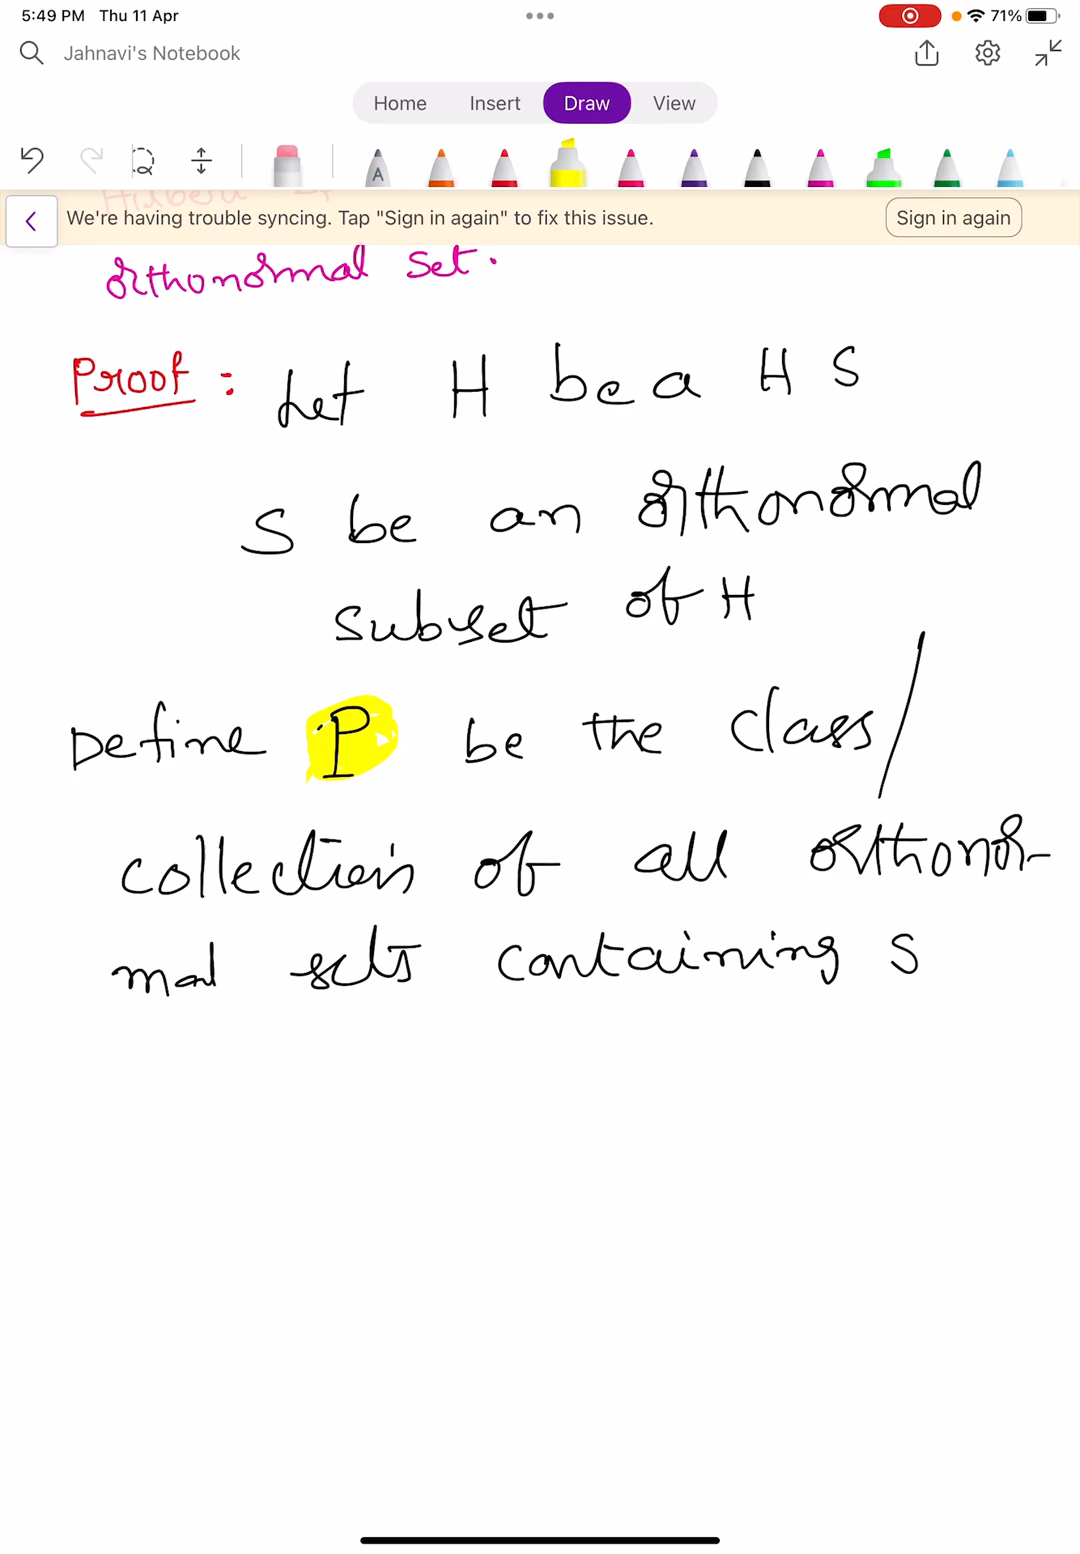 5:49 PM Thu 11 Apr
71%
Jahnavi's Notebook
Home Insert Draw View
A
We're having trouble syncing. Tap "Sign in again" to fix this issue. Sign in again
orthonormal set.
Proof : Let H be a H S
S be an orthonormal
subset of H
Define P be the class/
collection of all orthonor-
mal sets containing S